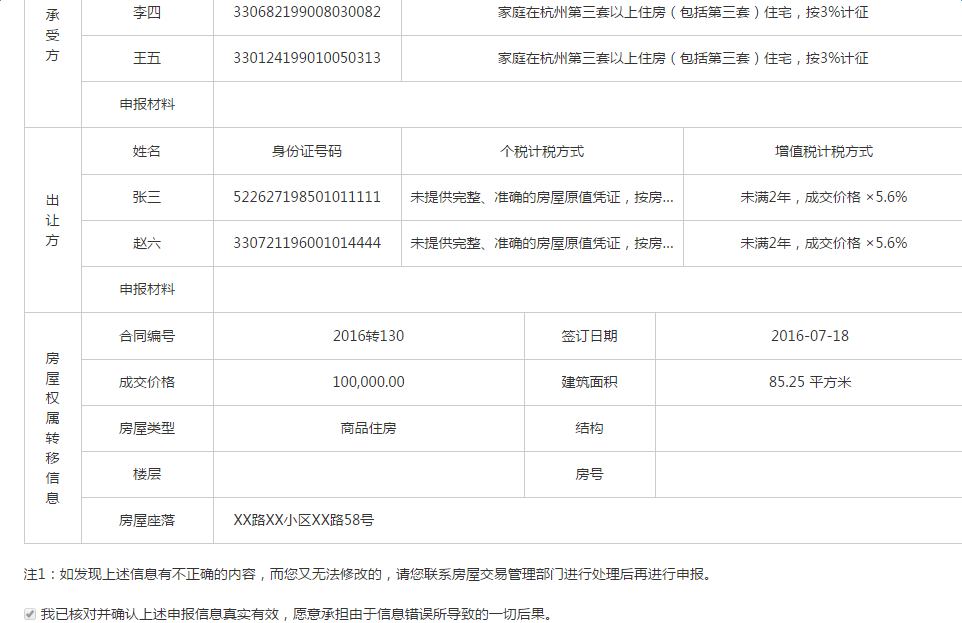 承受方
李四 330682199008030082 家庭在杭州第三套以上住房（包括第三套）住宅，按3%计征
王五 330124199010050313 家庭在杭州第三套以上住房（包括第三套）住宅，按3%计征
申报材料
出让方
姓名 身份证号码 个税计税方式 增值税计税方式
张三 522627198501011111 未提供完整、准确的房屋原值凭证，按房... 未满2年，成交价格 ×5.6%
赵六 330721196001014444 未提供完整、准确的房屋原值凭证，按房... 未满2年，成交价格 ×5.6%
申报材料
房屋权属转移信息
合同编号 2016转130 签订日期 2016-07-18
成交价格 100,000.00 建筑面积 85.25 平方米
房屋类型 商品住房 结构
楼层 房号
房屋座落 XX路XX小区XX路58号
注1：如发现上述信息有不正确的内容，而您又无法修改的，请您联系房屋交易管理部门进行处理后再进行申报。
我已核对并确认上述申报信息真实有效，愿意承担由于信息错误所导致的一切后果。